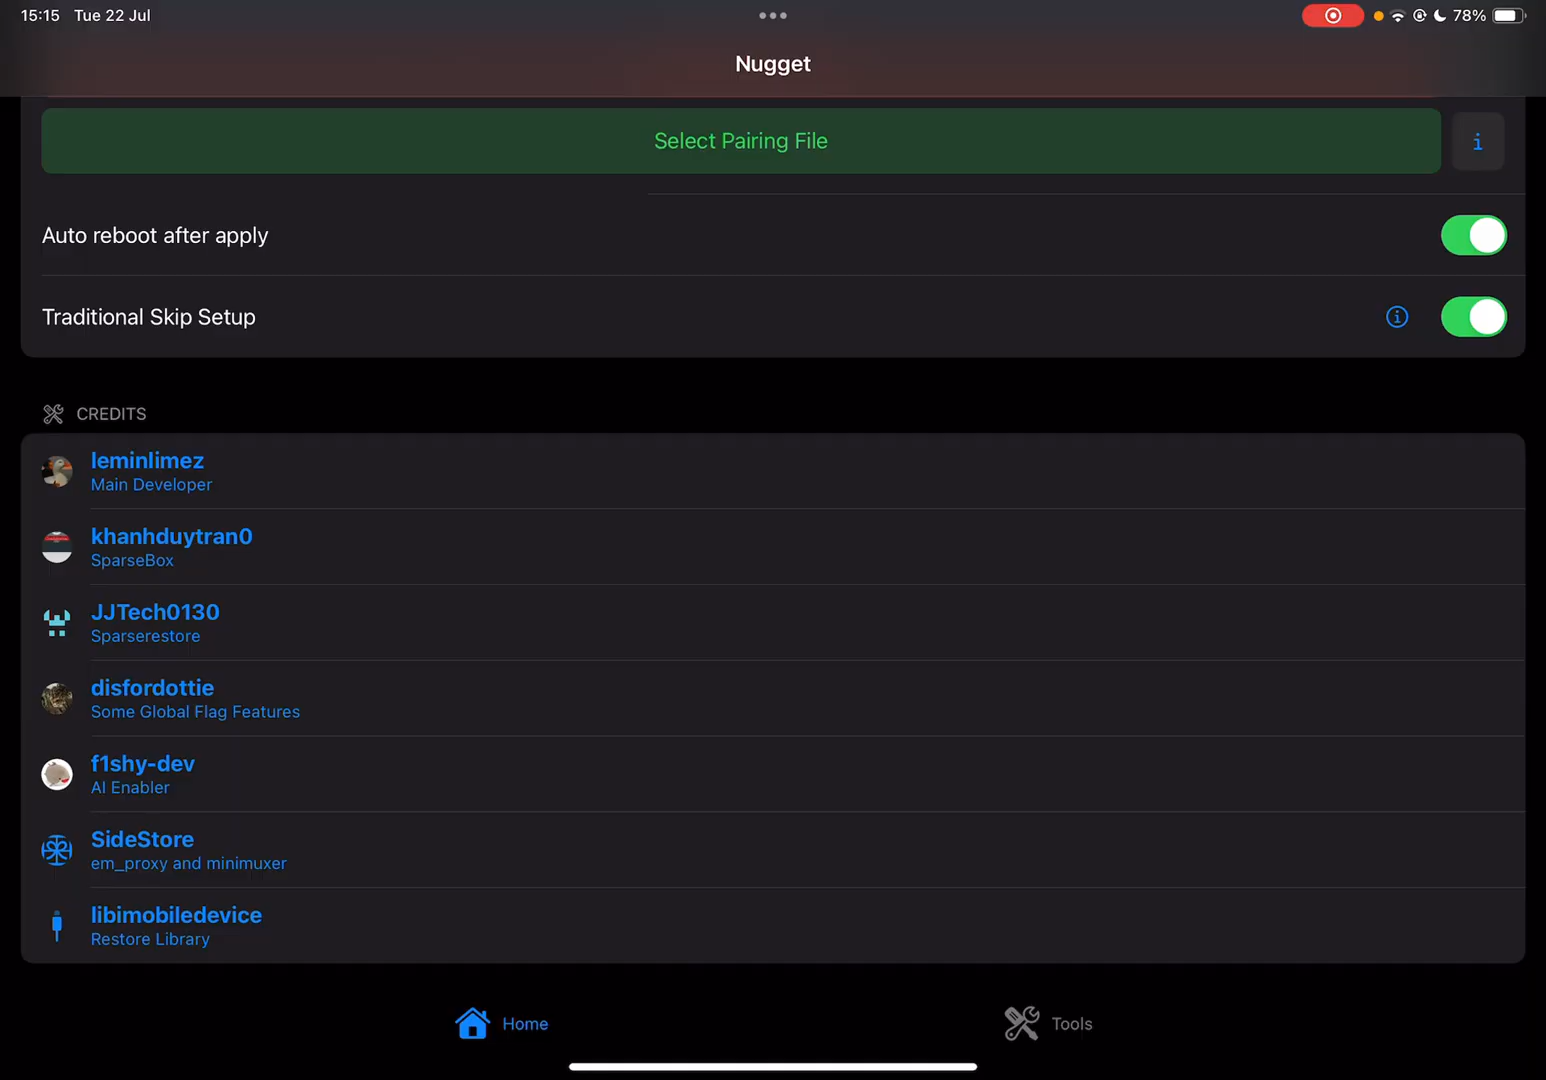 15:15 Tue 22 Jul
78%
Nugget
Select Pairing File
i
Auto reboot after apply
Traditional Skip Setup
i
CREDITS
leminlimez
Main Developer
khanhduytran0
SparseBox
JJTech0130
Sparserestore
disfordottie
Some Global Flag Features
f1shy-dev
AI Enabler
SideStore
em_proxy and minimuxer
libimobiledevice
Restore Library
Home
Tools